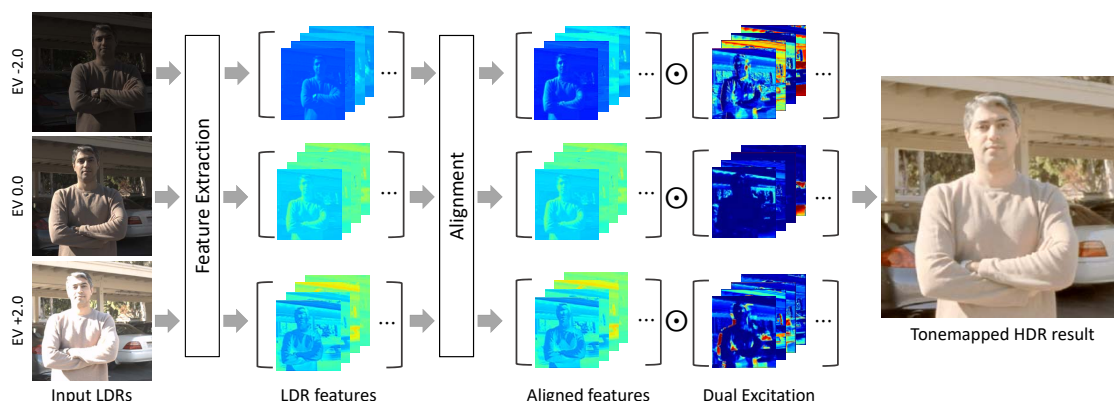 EV -2.0
EV 0.0
EV +2.0
Feature Extraction
...
...
...
Alignment
...
...
...
⊙
⊙
⊙
...
...
...
Input LDRs
LDR features
Aligned features
Dual Excitation
Tonemapped HDR result